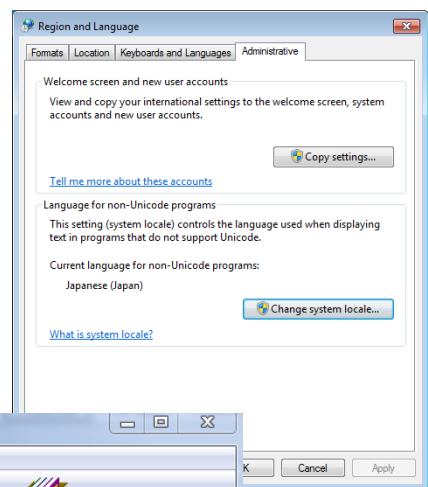 Region and Language
Formats Location Keyboards and Languages Administrative
Welcome screen and new user accounts
View and copy your international settings to the welcome screen, system
accounts and new user accounts.
Copy settings...
Tell me more about these accounts
Language for non-Unicode programs
This setting (system locale) controls the language used when displaying
text in programs that do not support Unicode.
Current language for non-Unicode programs:
Japanese (Japan)
Change system locale...
What is system locale?
K Cancel Apply